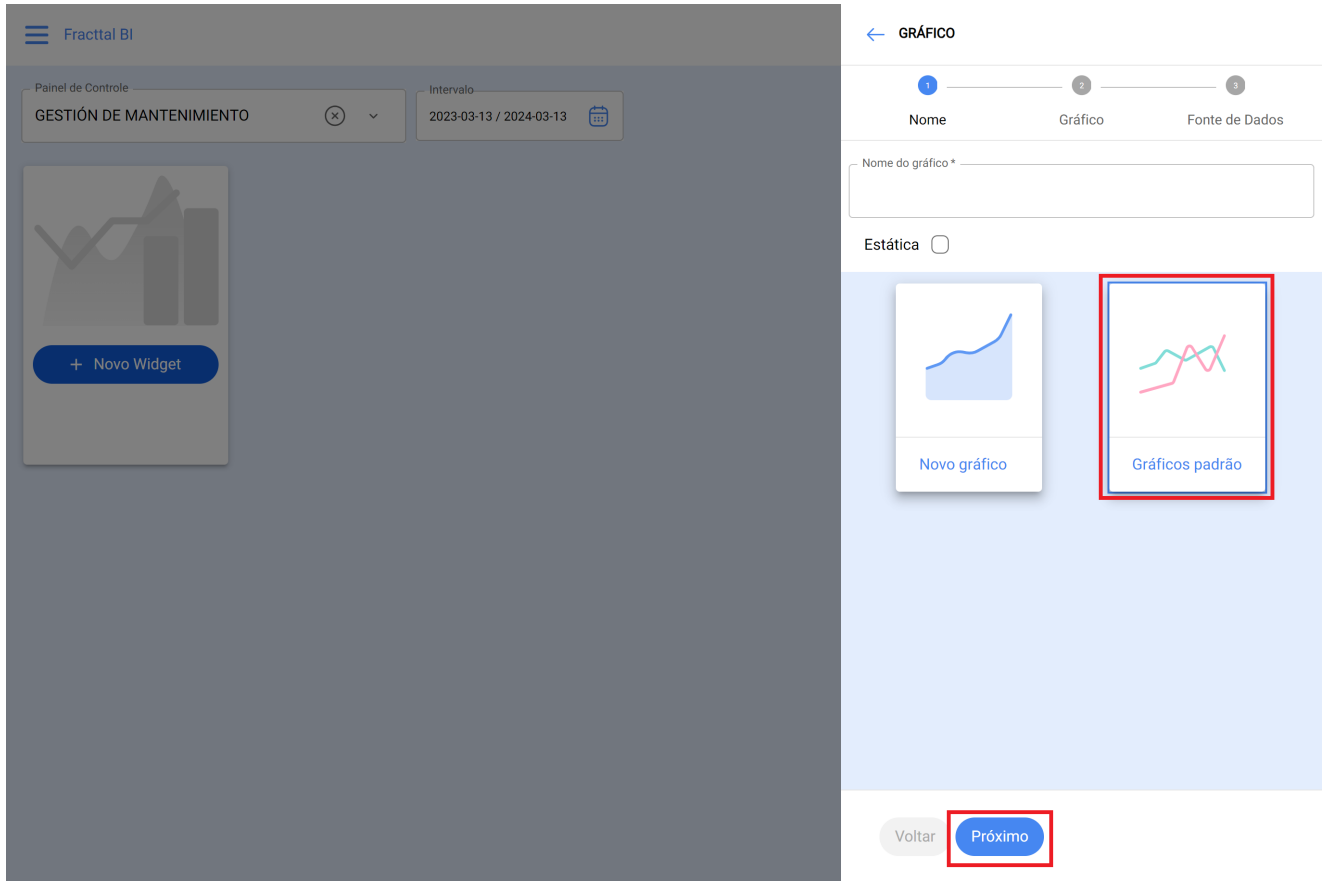 Fracttal BI
Painel de Controle
GESTIÓN DE MANTENIMIENTO
Intervalo
2023-03-13 / 2024-03-13
+ Novo Widget
GRÁFICO
1
2
3
Nome
Gráfico
Fonte de Dados
Nome do gráfico *
Estática
Novo gráfico
Gráficos padrão
Voltar
Próximo